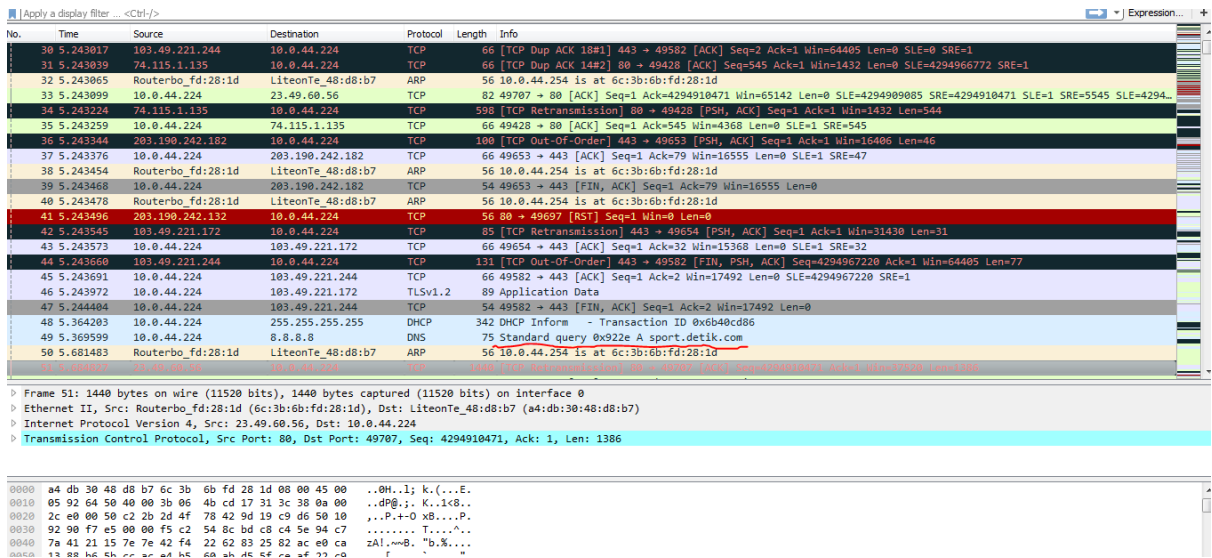 Apply a display filter ... <Ctrl-/> Expression... +
No. Time Source Destination Protocol Length Info
30 5.243017 103.49.221.244 10.0.44.224 TCP 66 [TCP Dup ACK 18#1] 443 → 49582 [ACK] Seq=2 Ack=1 Win=64405 Len=0 SLE=0 SRE=1
31 5.243039 74.115.1.135 10.0.44.224 TCP 66 [TCP Dup ACK 14#2] 80 → 49428 [ACK] Seq=545 Ack=1 Win=1432 Len=0 SLE=4294966772 SRE=1
32 5.243065 Routerbo_fd:28:1d LiteonTe_48:d8:b7 ARP 56 10.0.44.254 is at 6c:3b:6b:fd:28:1d
33 5.243099 10.0.44.224 23.49.60.56 TCP 82 49707 → 80 [ACK] Seq=1 Ack=4294910471 Win=65142 Len=0 SLE=4294909085 SRE=4294910471 SLE=1 SRE=5545 SLE=4294…
34 5.243224 74.115.1.135 10.0.44.224 TCP 598 [TCP Retransmission] 80 → 49428 [PSH, ACK] Seq=1 Ack=1 Win=1432 Len=544
35 5.243259 10.0.44.224 74.115.1.135 TCP 66 49428 → 80 [ACK] Seq=1 Ack=545 Win=4368 Len=0 SLE=1 SRE=545
36 5.243344 203.190.242.182 10.0.44.224 TCP 100 [TCP Out-Of-Order] 443 → 49653 [PSH, ACK] Seq=1 Ack=1 Win=16406 Len=46
37 5.243376 10.0.44.224 203.190.242.182 TCP 66 49653 → 443 [ACK] Seq=1 Ack=79 Win=16555 Len=0 SLE=1 SRE=47
38 5.243454 Routerbo_fd:28:1d LiteonTe_48:d8:b7 ARP 56 10.0.44.254 is at 6c:3b:6b:fd:28:1d
39 5.243468 10.0.44.224 203.190.242.182 TCP 54 49653 → 443 [FIN, ACK] Seq=1 Ack=79 Win=16555 Len=0
40 5.243478 Routerbo_fd:28:1d LiteonTe_48:d8:b7 ARP 56 10.0.44.254 is at 6c:3b:6b:fd:28:1d
41 5.243496 203.190.242.132 10.0.44.224 TCP 56 80 → 49697 [RST] Seq=1 Win=0 Len=0
42 5.243545 103.49.221.172 10.0.44.224 TCP 85 [TCP Retransmission] 443 → 49654 [PSH, ACK] Seq=1 Ack=1 Win=31430 Len=31
43 5.243573 10.0.44.224 103.49.221.172 TCP 66 49654 → 443 [ACK] Seq=1 Ack=32 Win=15368 Len=0 SLE=1 SRE=32
44 5.243660 103.49.221.244 10.0.44.224 TCP 131 [TCP Out-Of-Order] 443 → 49582 [FIN, PSH, ACK] Seq=4294967220 Ack=1 Win=64405 Len=77
45 5.243691 10.0.44.224 103.49.221.244 TCP 66 49582 → 443 [ACK] Seq=1 Ack=2 Win=17492 Len=0 SLE=4294967220 SRE=1
46 5.243972 10.0.44.224 103.49.221.172 TLSv1.2 89 Application Data
47 5.244404 10.0.44.224 103.49.221.244 TCP 54 49582 → 443 [FIN, ACK] Seq=1 Ack=2 Win=17492 Len=0
48 5.364203 10.0.44.224 255.255.255.255 DHCP 342 DHCP Inform - Transaction ID 0x6b40cd86
49 5.369599 10.0.44.224 8.8.8.8 DNS 75 Standard query 0x922e A sport.detik.com
50 5.681483 Routerbo_fd:28:1d LiteonTe_48:d8:b7 ARP 56 10.0.44.254 is at 6c:3b:6b:fd:28:1d
Frame 51: 1440 bytes on wire (11520 bits), 1440 bytes captured (11520 bits) on interface 0
Ethernet II, Src: Routerbo_fd:28:1d (6c:3b:6b:fd:28:1d), Dst: LiteonTe_48:d8:b7 (a4:db:30:48:d8:b7)
Internet Protocol Version 4, Src: 23.49.60.56, Dst: 10.0.44.224
Transmission Control Protocol, Src Port: 80, Dst Port: 49707, Seq: 4294910471, Ack: 1, Len: 1386
0000 a4 db 30 48 d8 b7 6c 3b 6b fd 28 1d 08 00 45 00 ..0H..l; k.(...E.
0010 05 92 64 50 40 00 3b 06 4b cd 17 31 3c 38 0a 00 ..dP@.;. K..1<8..
0020 2c e0 00 50 c2 2b 2d 4f 78 42 9d 19 c9 d6 50 10 ,..P.+-O xB....P.
0030 92 90 f7 e5 00 00 f5 c2 54 8c bd c8 c4 5e 94 c7 ........ T....^..
0040 7a 41 21 15 7e 7e 42 f4 22 62 83 25 82 ac e0 ca zA!.~~B. "b.%....